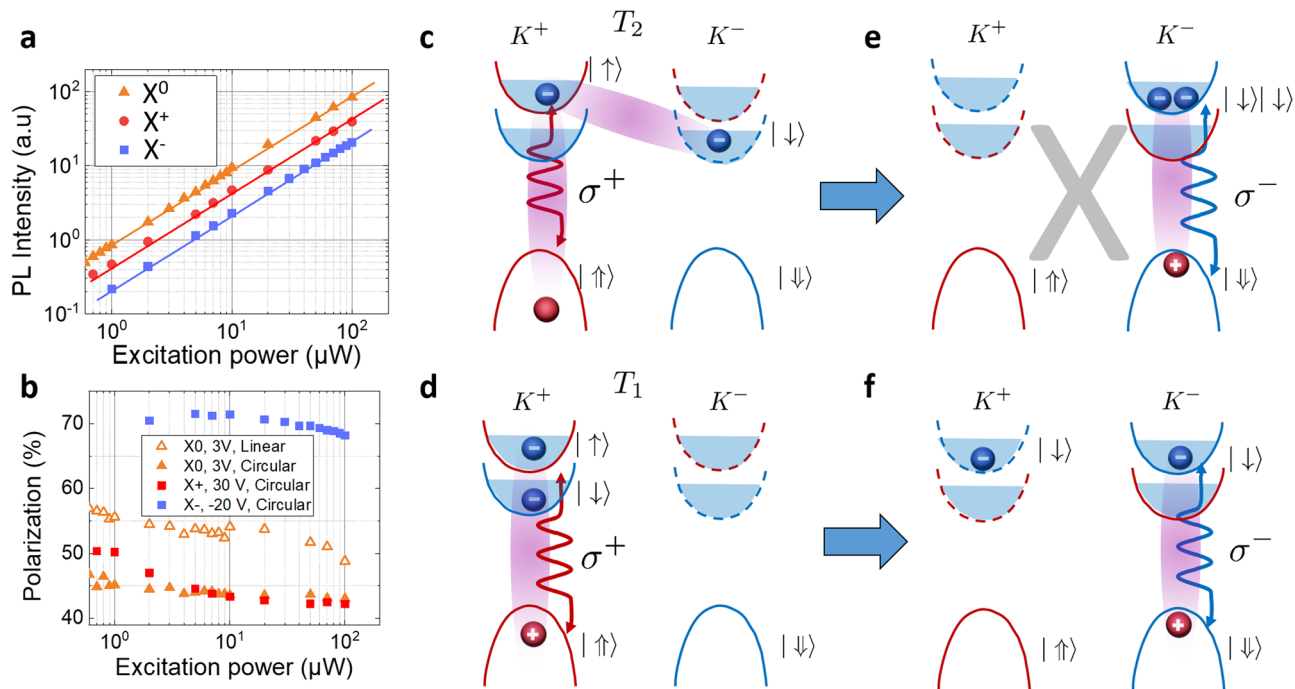 a
PL Intensity (a.u)
10²
10¹
10⁰
10⁻¹
X⁰
X⁺
X⁻
10⁰ 10¹ 10²
Excitation power (µW)
b
Polarization (%)
70
60
50
40
X0, 3V, Linear
X0, 3V, Circular
X+, 30 V, Circular
X-, -20 V, Circular
10⁰ 10¹ 10²
Excitation power (µW)
c
T₂
K⁺ K⁻
| ↑⟩
| ↓⟩
σ⁺
| ⇑⟩ | ⇓⟩
d
T₁
K⁺ K⁻
| ↑⟩
| ↓⟩
σ⁺
| ⇑⟩ | ⇓⟩
e
K⁺ K⁻
| ↓⟩| ↓⟩
X
σ⁻
| ⇑⟩ | ⇓⟩
f
K⁺ K⁻
| ↓⟩ | ↓⟩
σ⁻
| ⇑⟩ | ⇓⟩